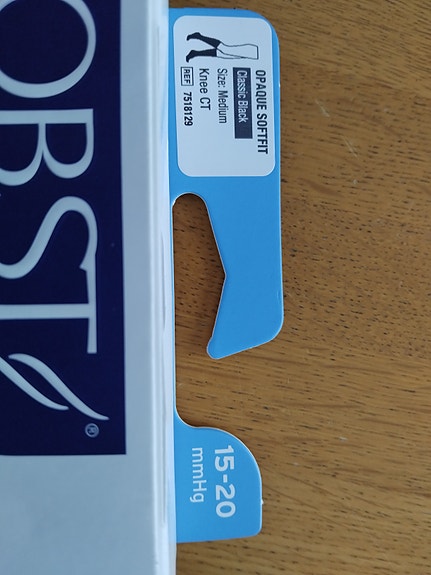 OBST®
OPAQUE SOFTFIT
Classic Black
Size: Medium
Knee CT
REF 7518129
15-20
mmHg